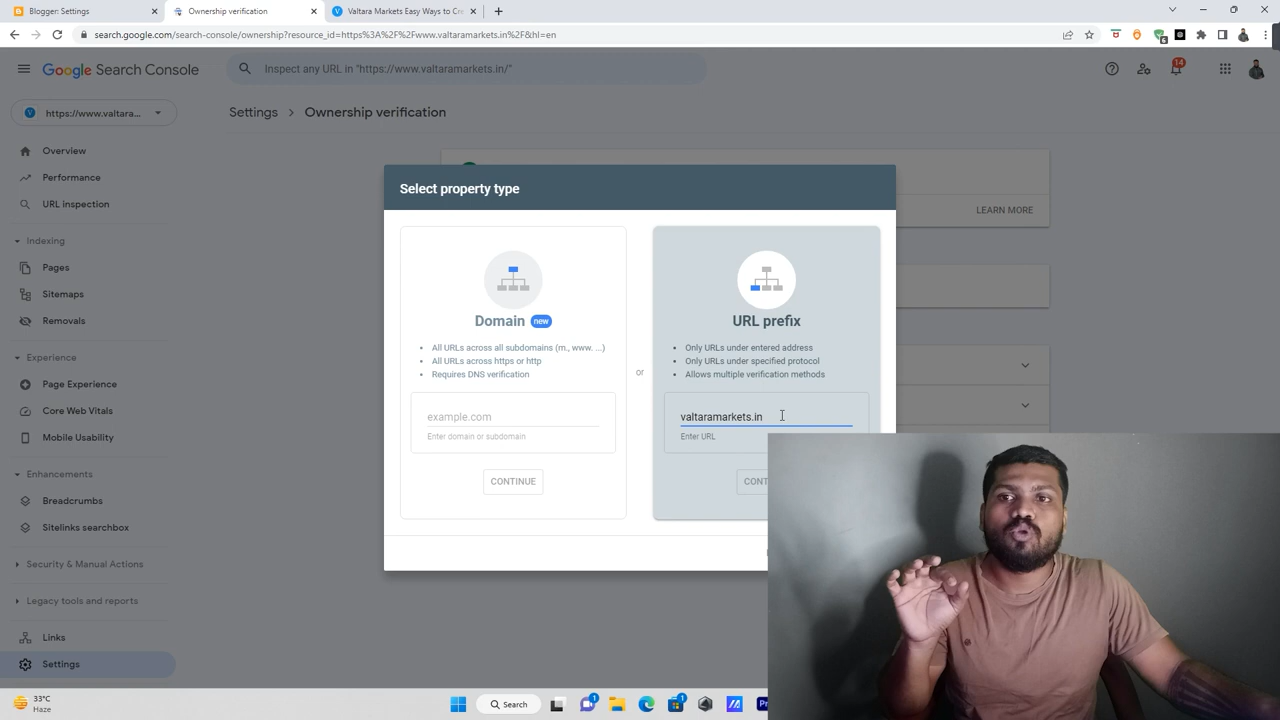 Blogger: Settings
Ownership verification
Valtara Markets Easy Ways to Cre
search.google.com/search-console/ownership?resource_id=https%3A%2F%2Fwww.valtaramarkets.in%2F&hl=en
Google Search Console
Inspect any URL in "https://www.valtaramarkets.in/"
14
https://www.valtara...
Settings > Ownership verification
Overview
Performance
URL inspection
Indexing
Pages
Sitemaps
Removals
Experience
Page Experience
Core Web Vitals
Mobile Usability
Enhancements
Breadcrumbs
Sitelinks searchbox
Security & Manual Actions
Legacy tools and reports
Links
Settings
LEARN MORE
Select property type
Domain new
• All URLs across all subdomains (m., www. ...)
• All URLs across https or http
• Requires DNS verification
example.com
Enter domain or subdomain
CONTINUE
or
URL prefix
• Only URLs under entered address
• Only URLs under specified protocol
• Allows multiple verification methods
valtaramarkets.in
Enter URL
CONT
33°C
Haze
Search
1
1
Pr